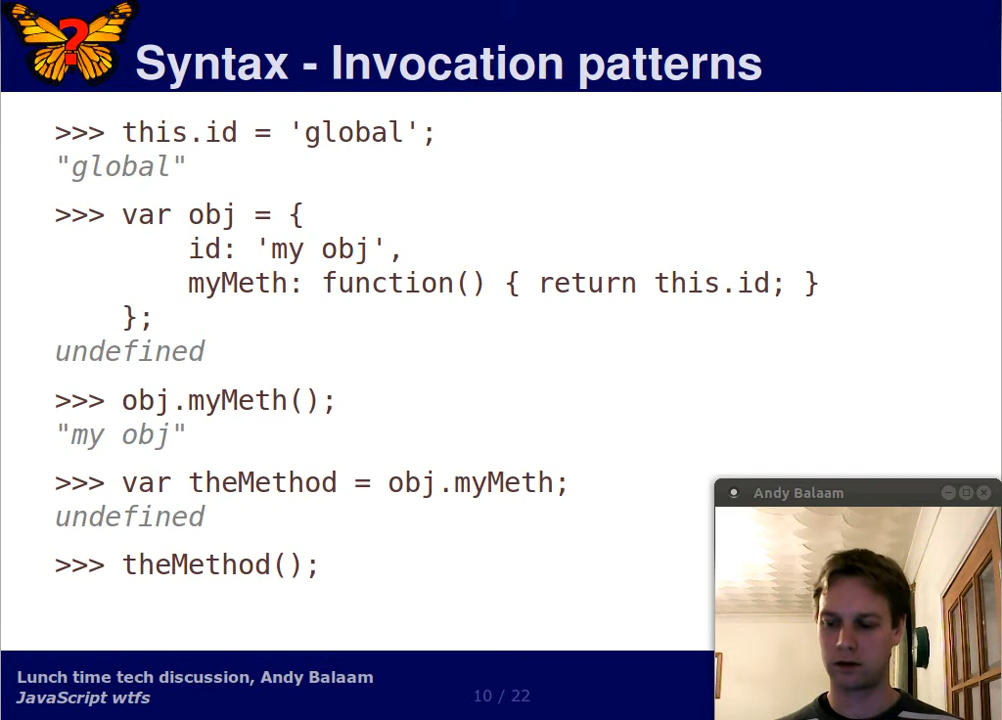 Syntax - Invocation patterns
>>> this.id = 'global';
"global"
>>> var obj = {
id: 'my obj',
myMeth: function() { return this.id; }
};
undefined
>>> obj.myMeth();
"my obj"
>>> var theMethod = obj.myMeth;
undefined
>>> theMethod();
Andy Balaam
Lunch time tech discussion, Andy Balaam
JavaScript wtfs
10 / 22